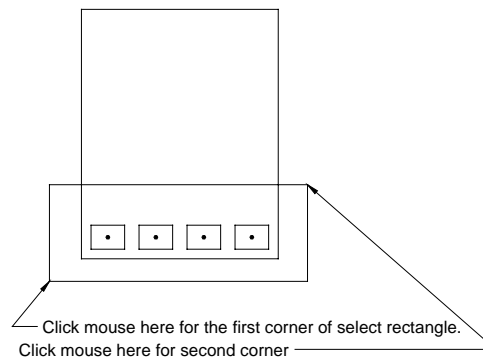 Click mouse here for the first corner of select rectangle.
Click mouse here for second corner